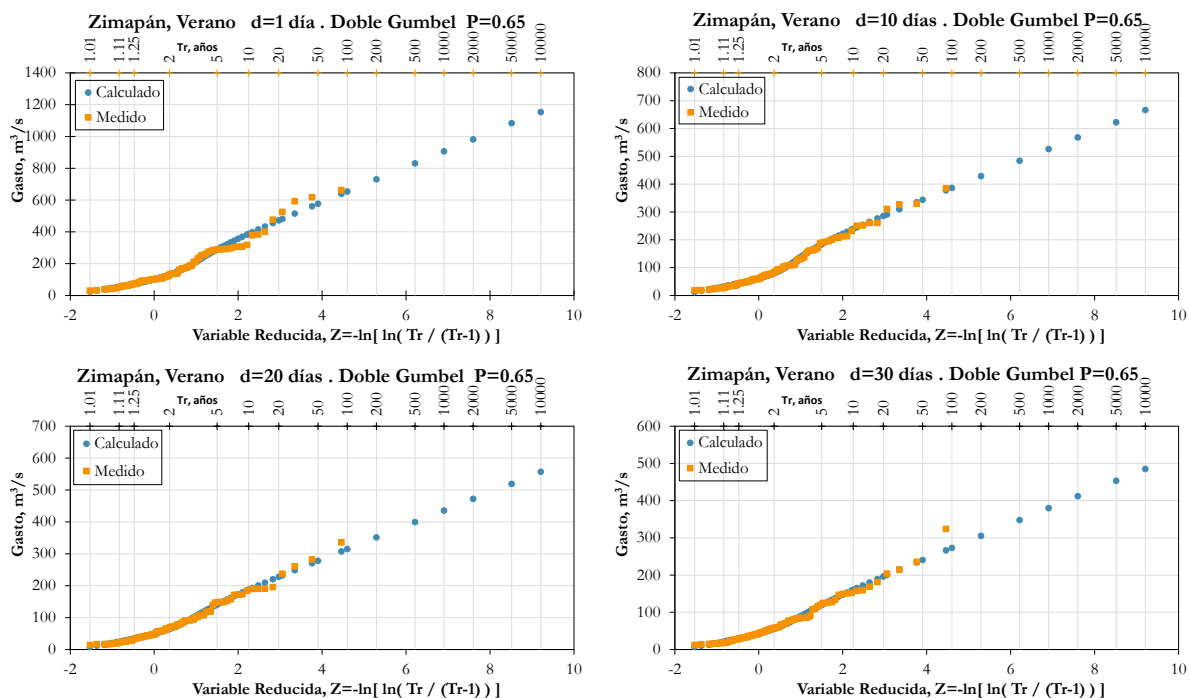 Zimapán, Verano d=1 día . Doble Gumbel P=0.65
Tr, años
1.01 1.11 1.25 2 5 10 20 50 100 200 500 1000 2000 5000 10000
1400
1200
1000
800
600
400
200
0
Gasto, m³/s
Calculado
Medido
-2 0 2 4 6 8 10
Variable Reducida, Z=-ln[ ln( Tr / (Tr-1) ) ]
Zimapán, Verano d=10 días . Doble Gumbel P=0.65
Tr, años
1.01 1.11 1.25 2 5 10 20 50 100 200 500 1000 2000 5000 10000
800
700
600
500
400
300
200
100
0
Gasto, m³/s
Calculado
Medido
-2 0 2 4 6 8 10
Variable Reducida, Z=-ln[ ln( Tr / (Tr-1) ) ]
Zimapán, Verano d=20 días . Doble Gumbel P=0.65
Tr, años
1.01 1.11 1.25 2 5 10 20 50 100 200 500 1000 2000 5000 10000
700
600
500
400
300
200
100
0
Gasto, m³/s
Calculado
Medido
-2 0 2 4 6 8 10
Variable Reducida, Z=-ln[ ln( Tr / (Tr-1) ) ]
Zimapán, Verano d=30 días . Doble Gumbel P=0.65
Tr, años
1.01 1.11 1.25 2 5 10 20 50 100 200 500 1000 2000 5000 10000
600
500
400
300
200
100
0
Gasto, m³/s
Calculado
Medido
-2 0 2 4 6 8 10
Variable Reducida, Z=-ln[ ln( Tr / (Tr-1) ) ]